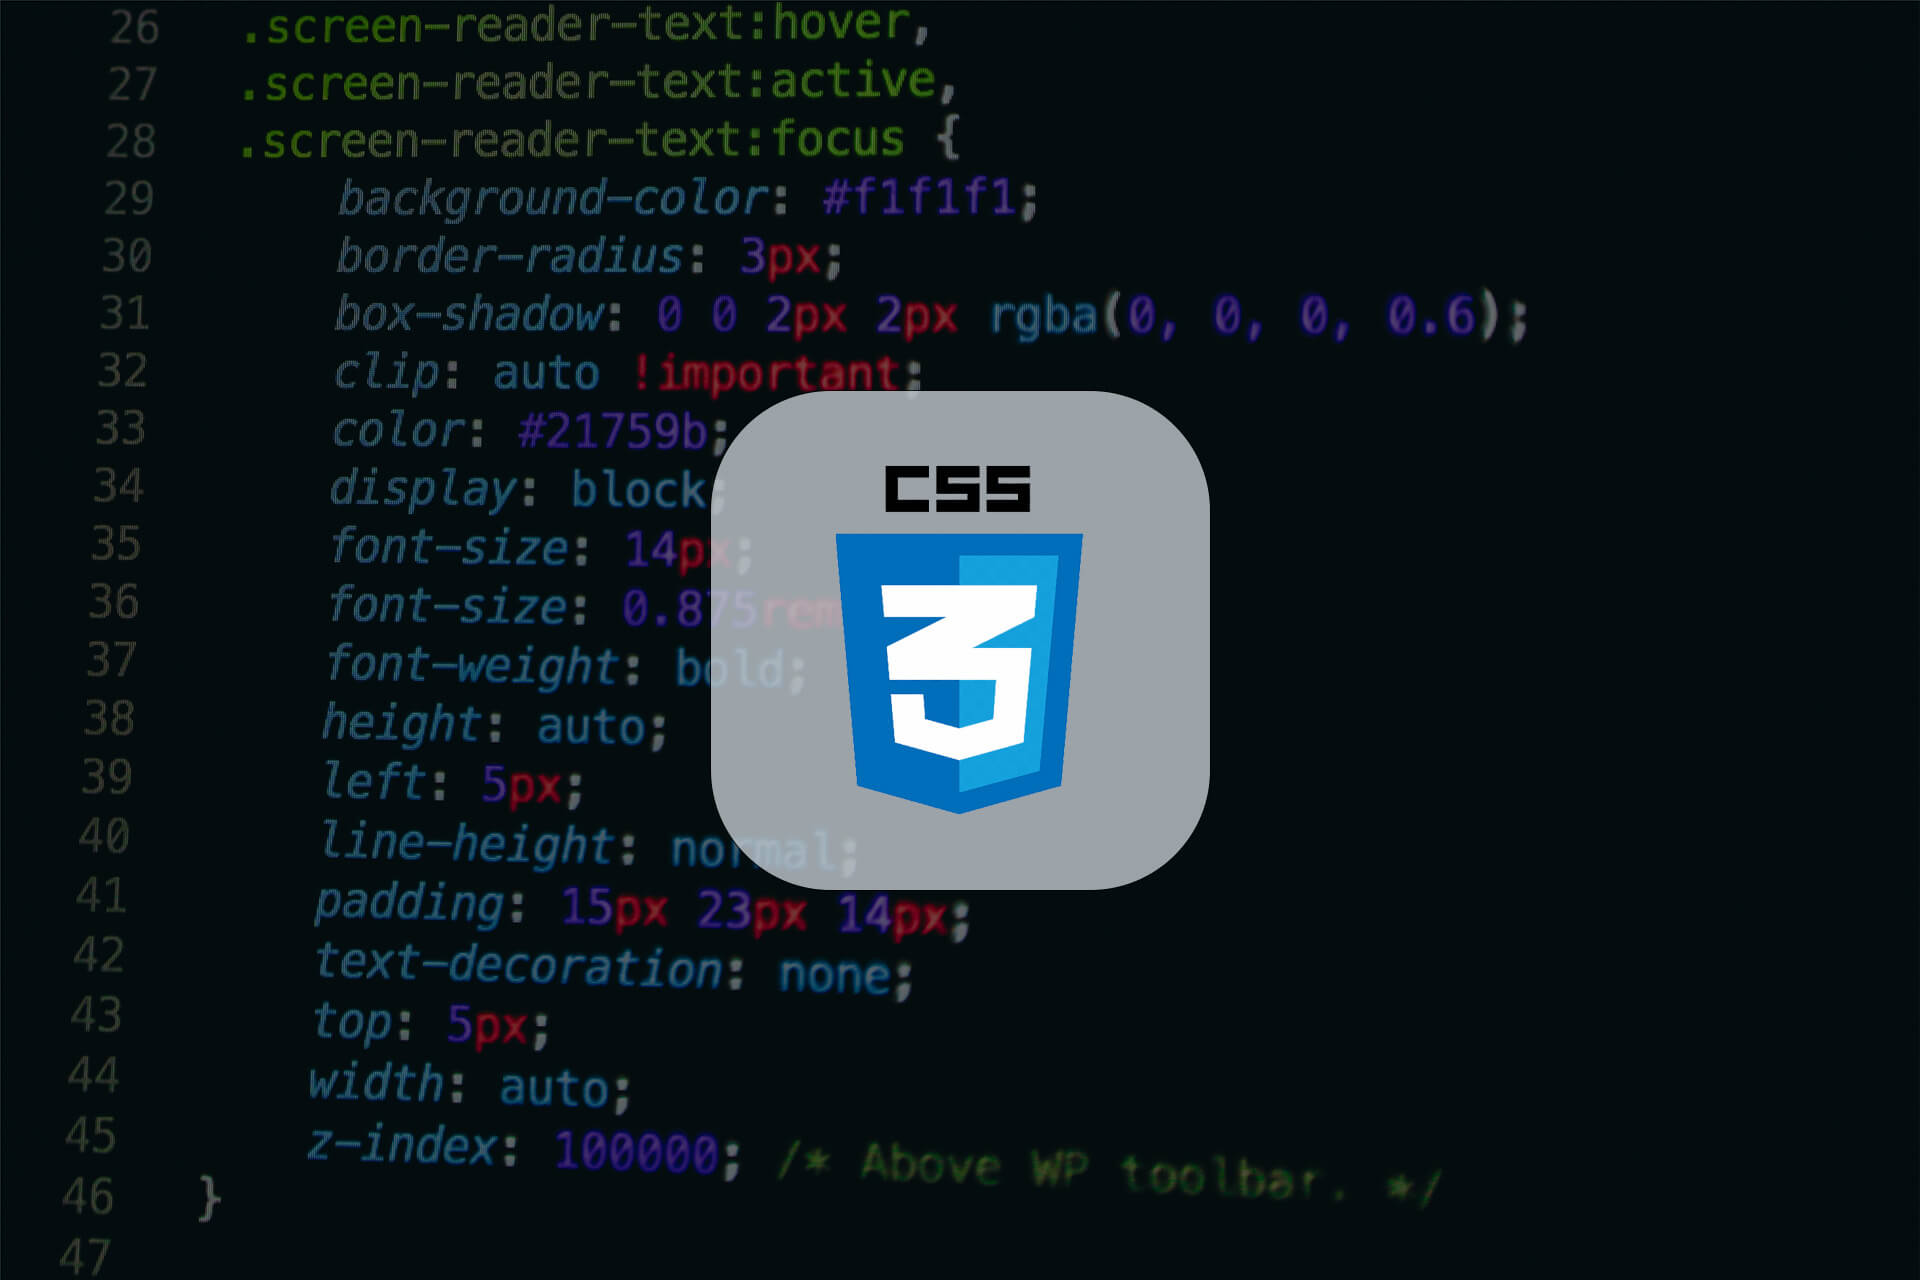 26 .screen-reader-text:hover,
27 .screen-reader-text:active,
28 .screen-reader-text:focus {
29 background-color: #f1f1f1;
30 border-radius: 3px;
31 box-shadow: 0 0 2px 2px rgba(0, 0, 0, 0.6);
32 clip: auto !important;
33 color: #21759b;
34 display: block;
35 font-size: 14px;
36 font-size: 0.875rem
37 font-weight: bold;
38 height: auto;
39 left: 5px;
40 line-height: normal;
41 padding: 15px 23px 14px;
42 text-decoration: none;
43 top: 5px;
44 width: auto;
45 z-index: 100000; /* Above WP toolbar. */
46 }
47
CSS
3